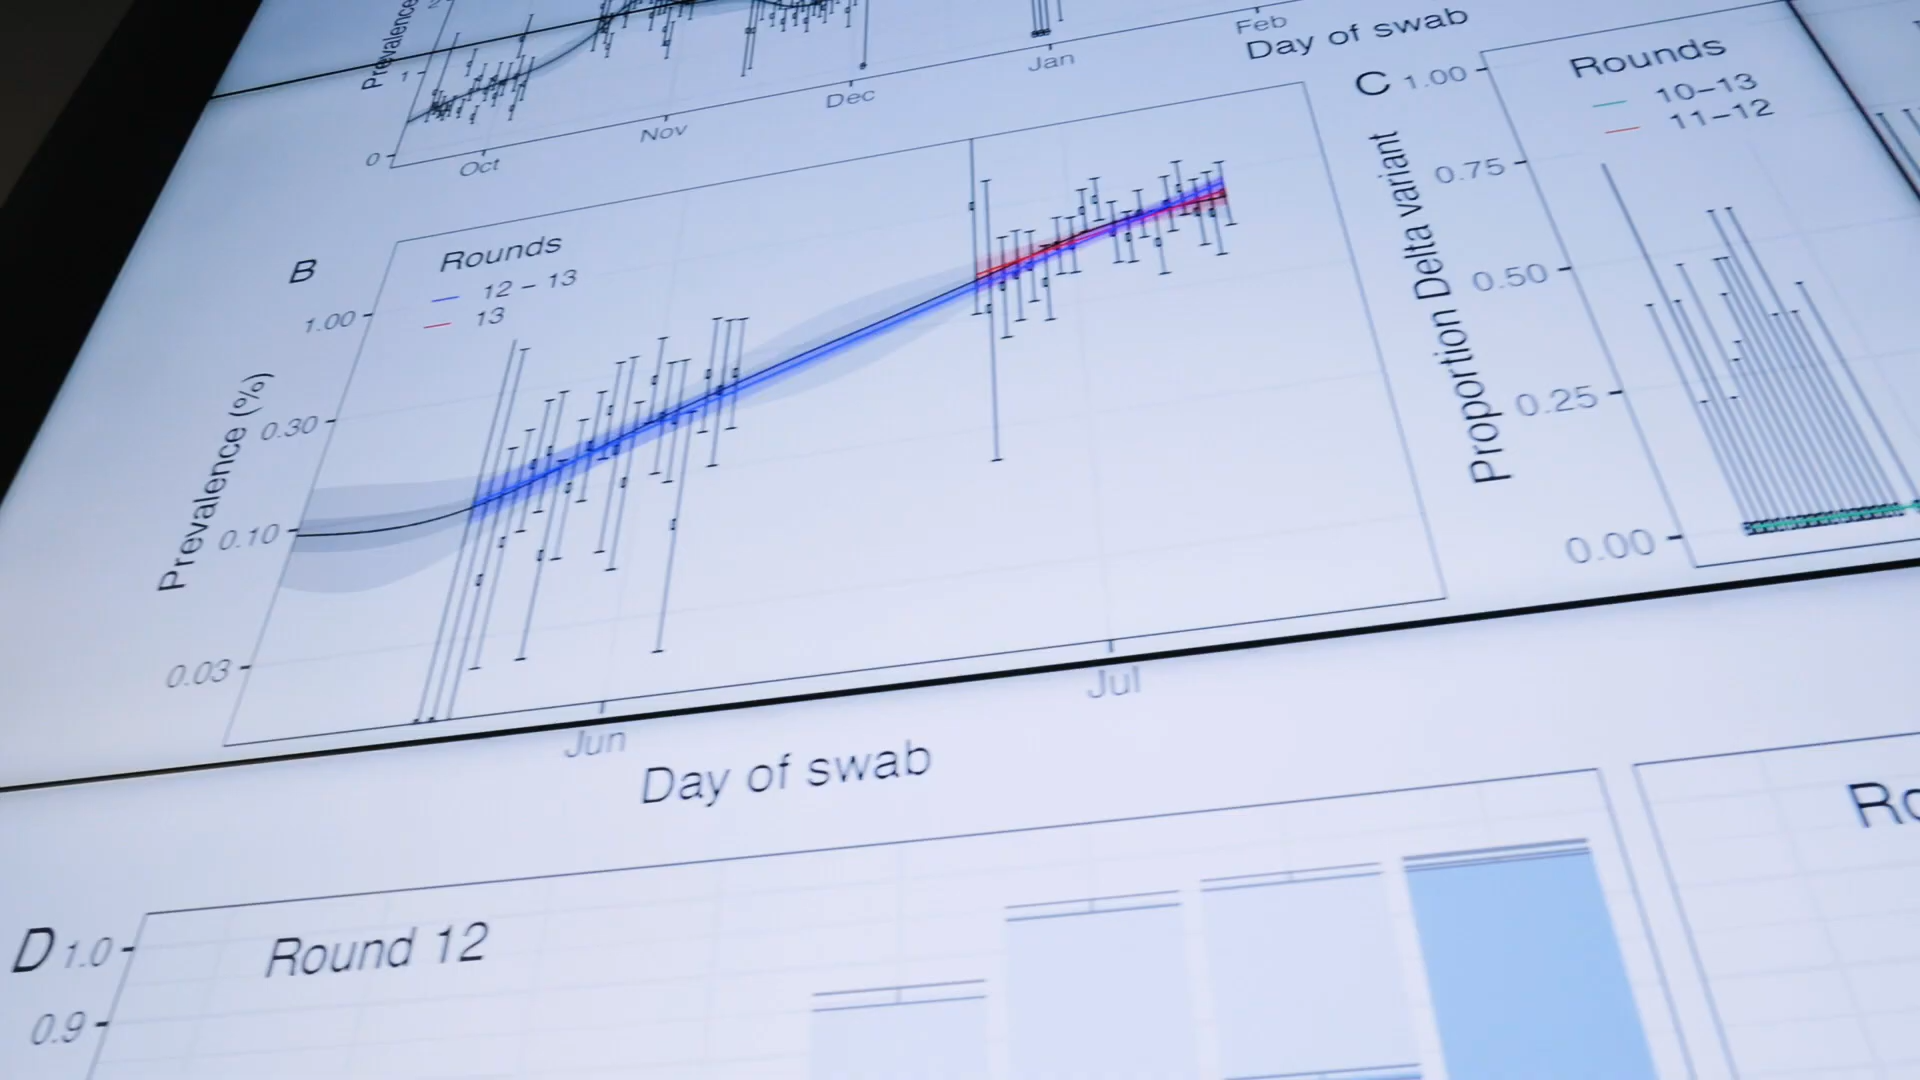 Prevalence
1
0
Oct
Nov
Dec
Jan
Feb
Day of swab
B
Rounds
12 – 13
13
1.00
0.30
0.10
0.03
Prevalence (%)
Jun
Jul
Day of swab
C
1.00
0.75
0.50
0.25
0.00
Proportion Delta variant
Rounds
10–13
11–12
D
1.0
0.9
Round 12